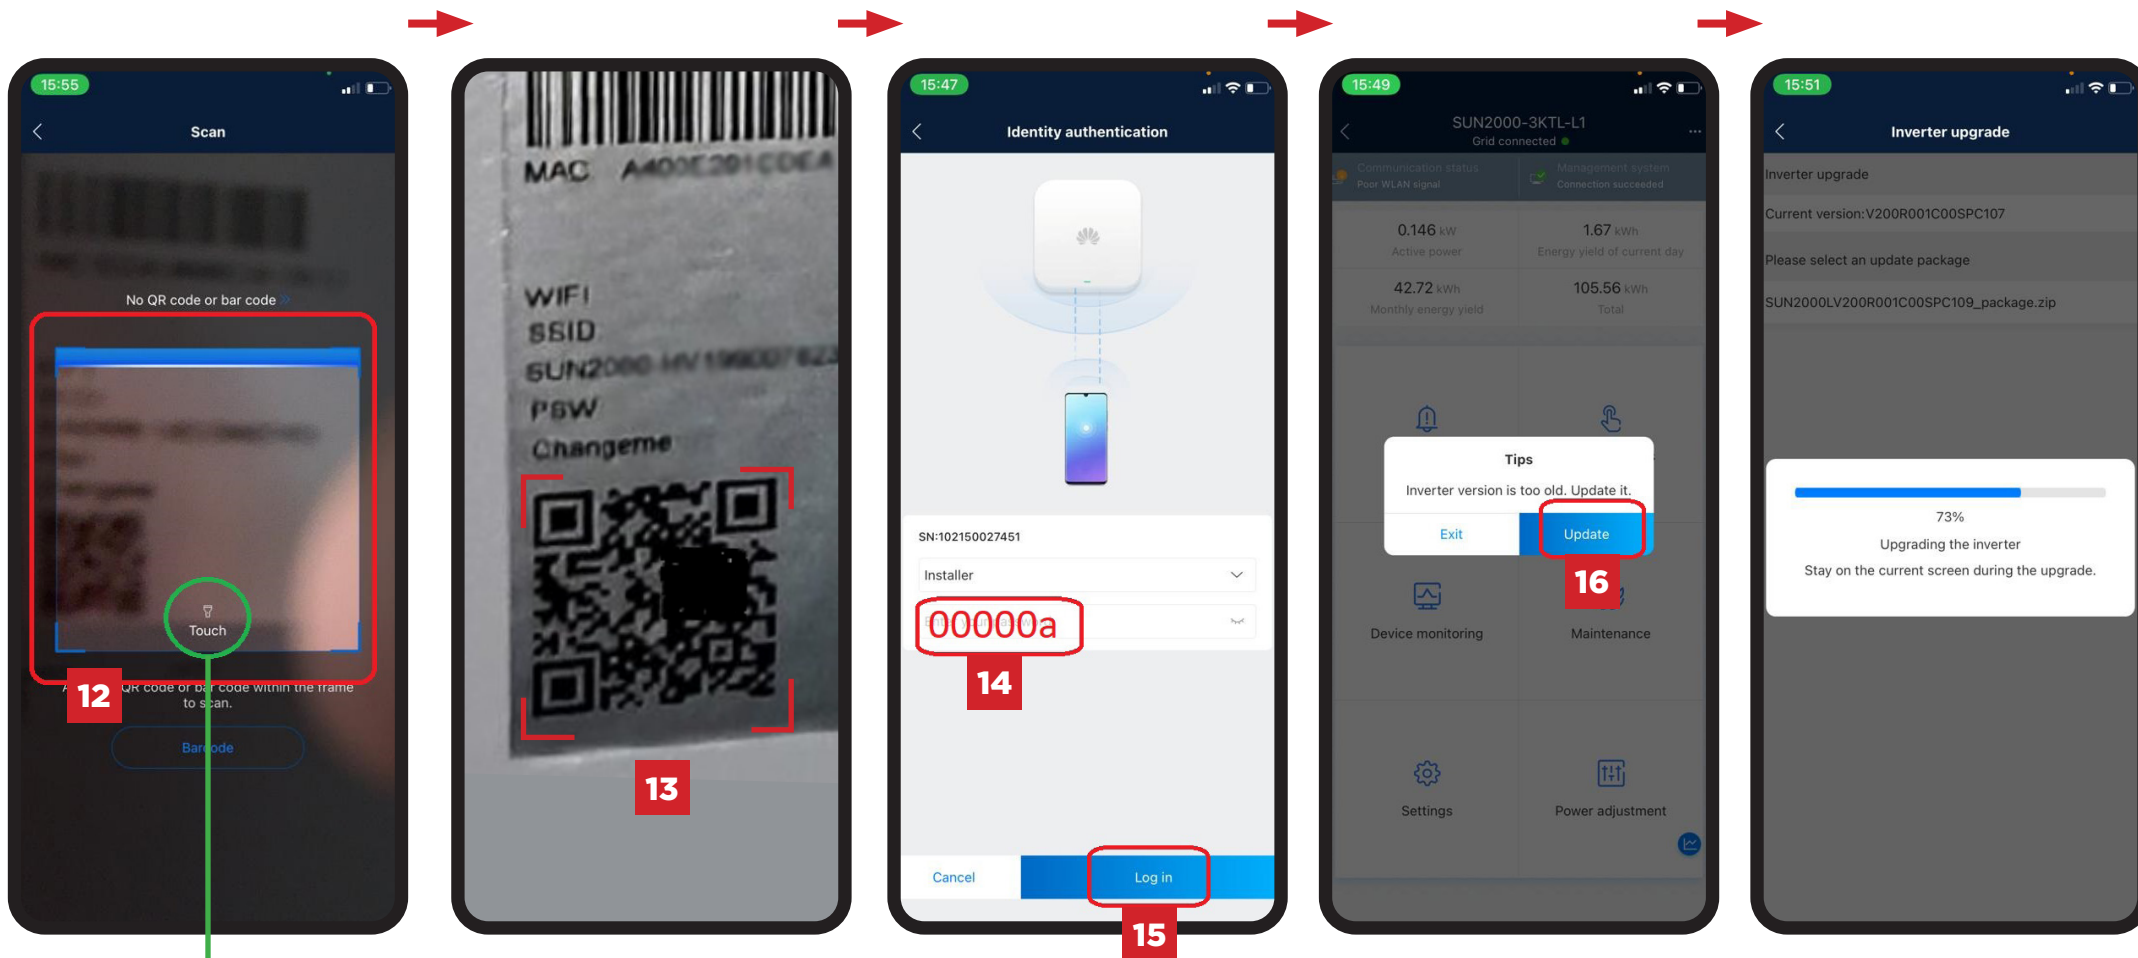 15:55
Scan
No QR code or bar code
Touch
12
QR code or bar code within the frame
to scan.
Barcode
MAC
WIFI
SSID
PSW
Changeme
13
15:47
Identity authentication
SN:102150027451
Installer
00000a
14
Cancel
Log in
15
15:49
SUN2000-3KTL-L1
Grid connected
Communication status
Poor WLAN signal
Management system
Connection succeeded
0.146 kW
Active power
1.67 kWh
Energy yield of current day
42.72 kWh
Monthly energy yield
105.56 kWh
Total
Tips
Inverter version is too old. Update it.
Exit
Update
16
Device monitoring
Maintenance
Settings
Power adjustment
15:51
Inverter upgrade
Inverter upgrade
Current version:V200R001C00SPC107
Please select an update package
SUN2000LV200R001C00SPC109_package.zip
73%
Upgrading the inverter
Stay on the current screen during the upgrade.